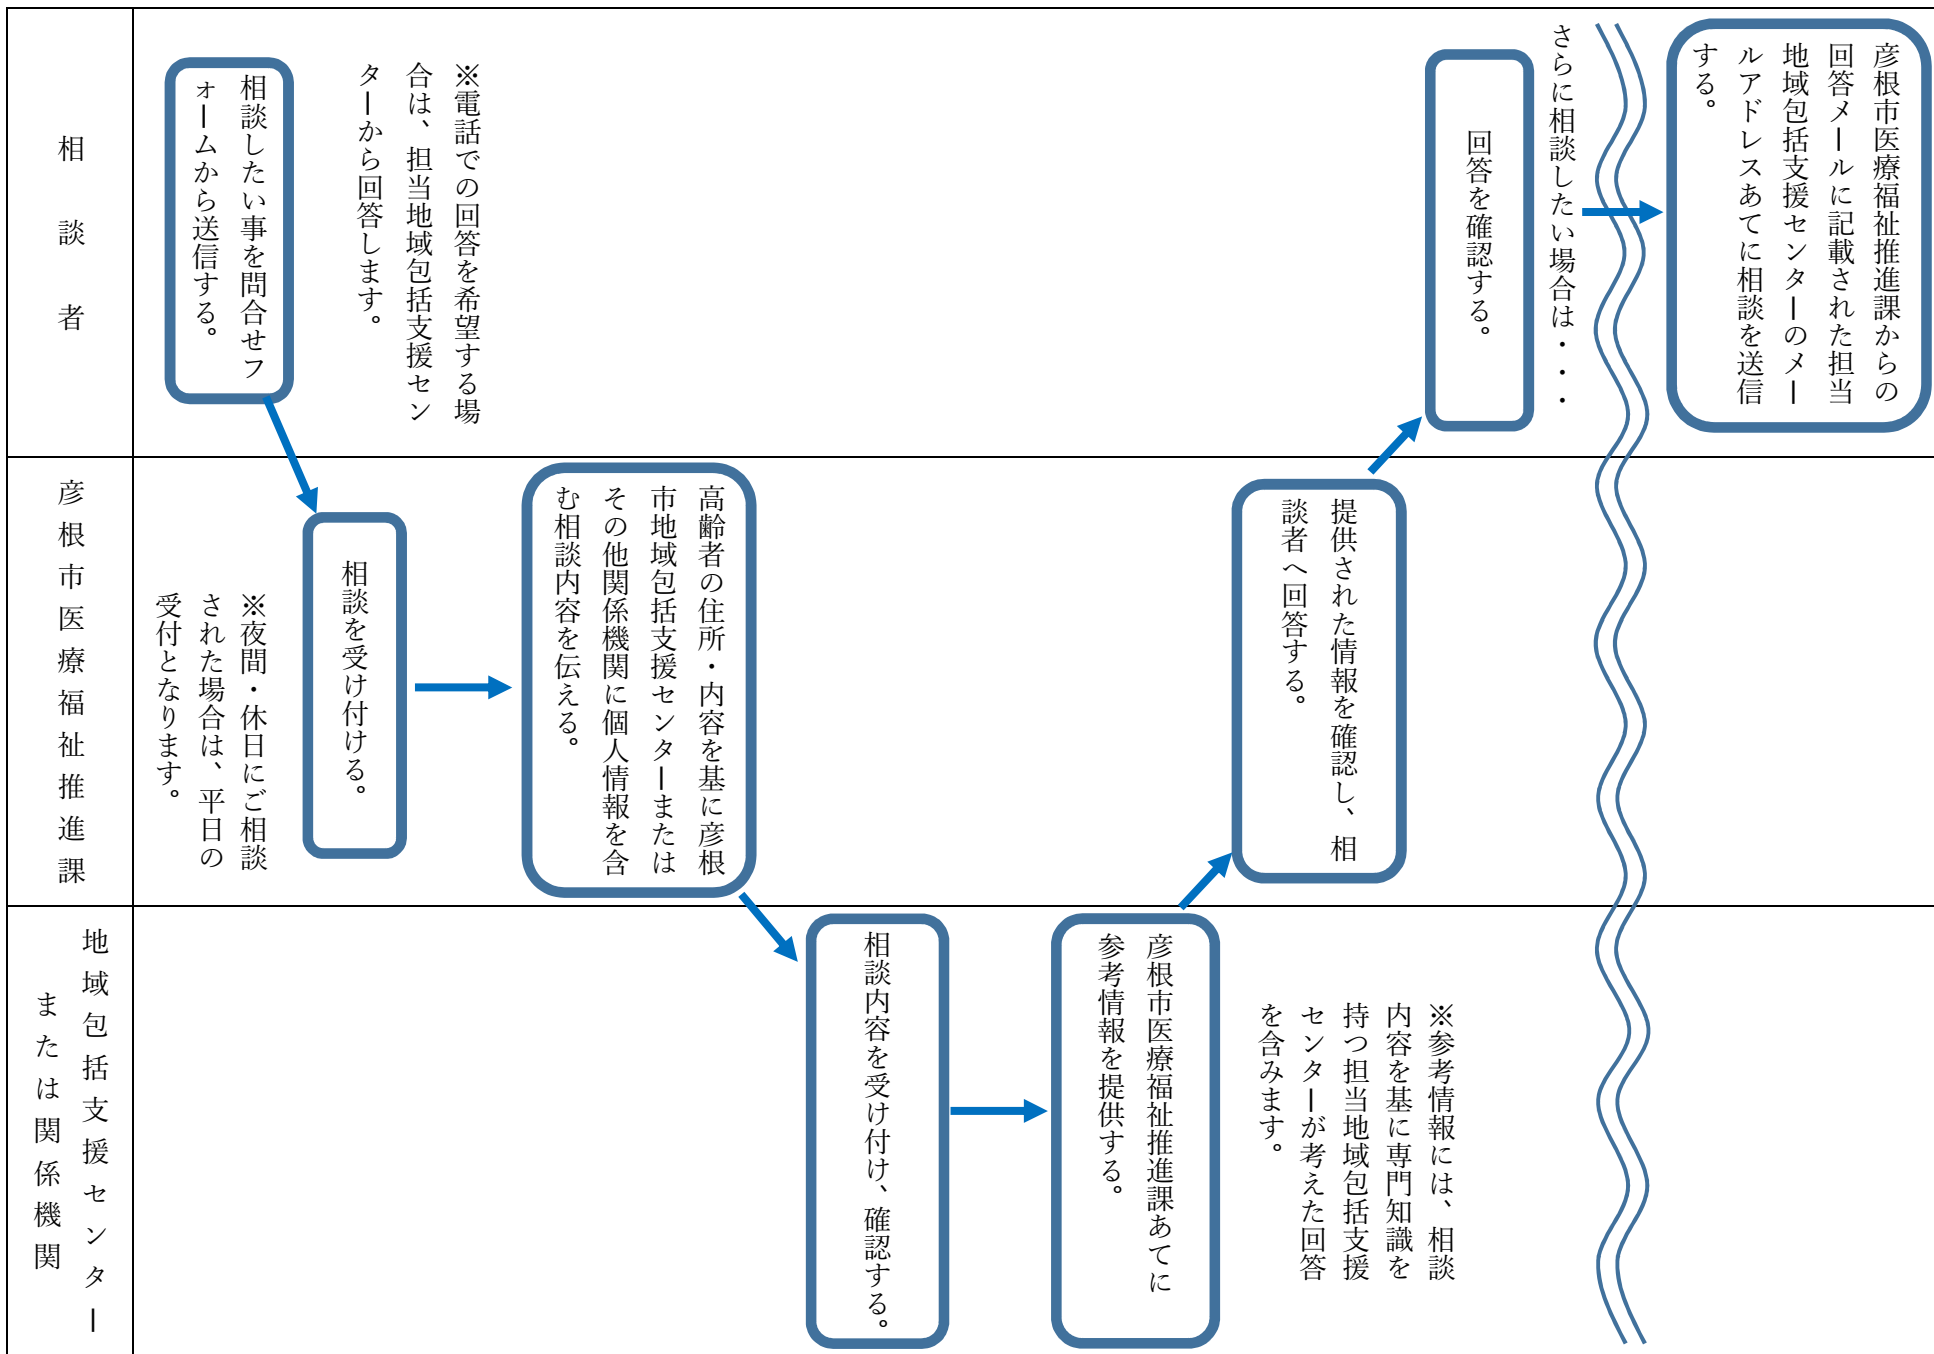 相談者
相談したい事を問合せフ
ォームから送信する。
※電話での回答を希望する場
合は、担当地域包括支援セン
ターから回答します。
回答を確認する。
さらに相談したい場合は・・・
彦根市医療福祉推進課からの
回答メールに記載された担当
地域包括支援センターのメー
ルアドレスあてに相談を送信
する。
彦根市医療福祉推進課
※夜間・休日にご相談
された場合は、平日の
受付となります。
相談を受け付ける。
高齢者の住所・内容を基に彦根
市地域包括支援センターまたは
その他関係機関に個人情報を含
む相談内容を伝える。
提供された情報を確認し、相
談者へ回答する。
地域包括支援センター
または関係機関
相談内容を受け付け、確認する。
彦根市医療福祉推進課あてに
参考情報を提供する。
※参考情報には、相談
内容を基に専門知識を
持つ担当地域包括支援
センターが考えた回答
を含みます。